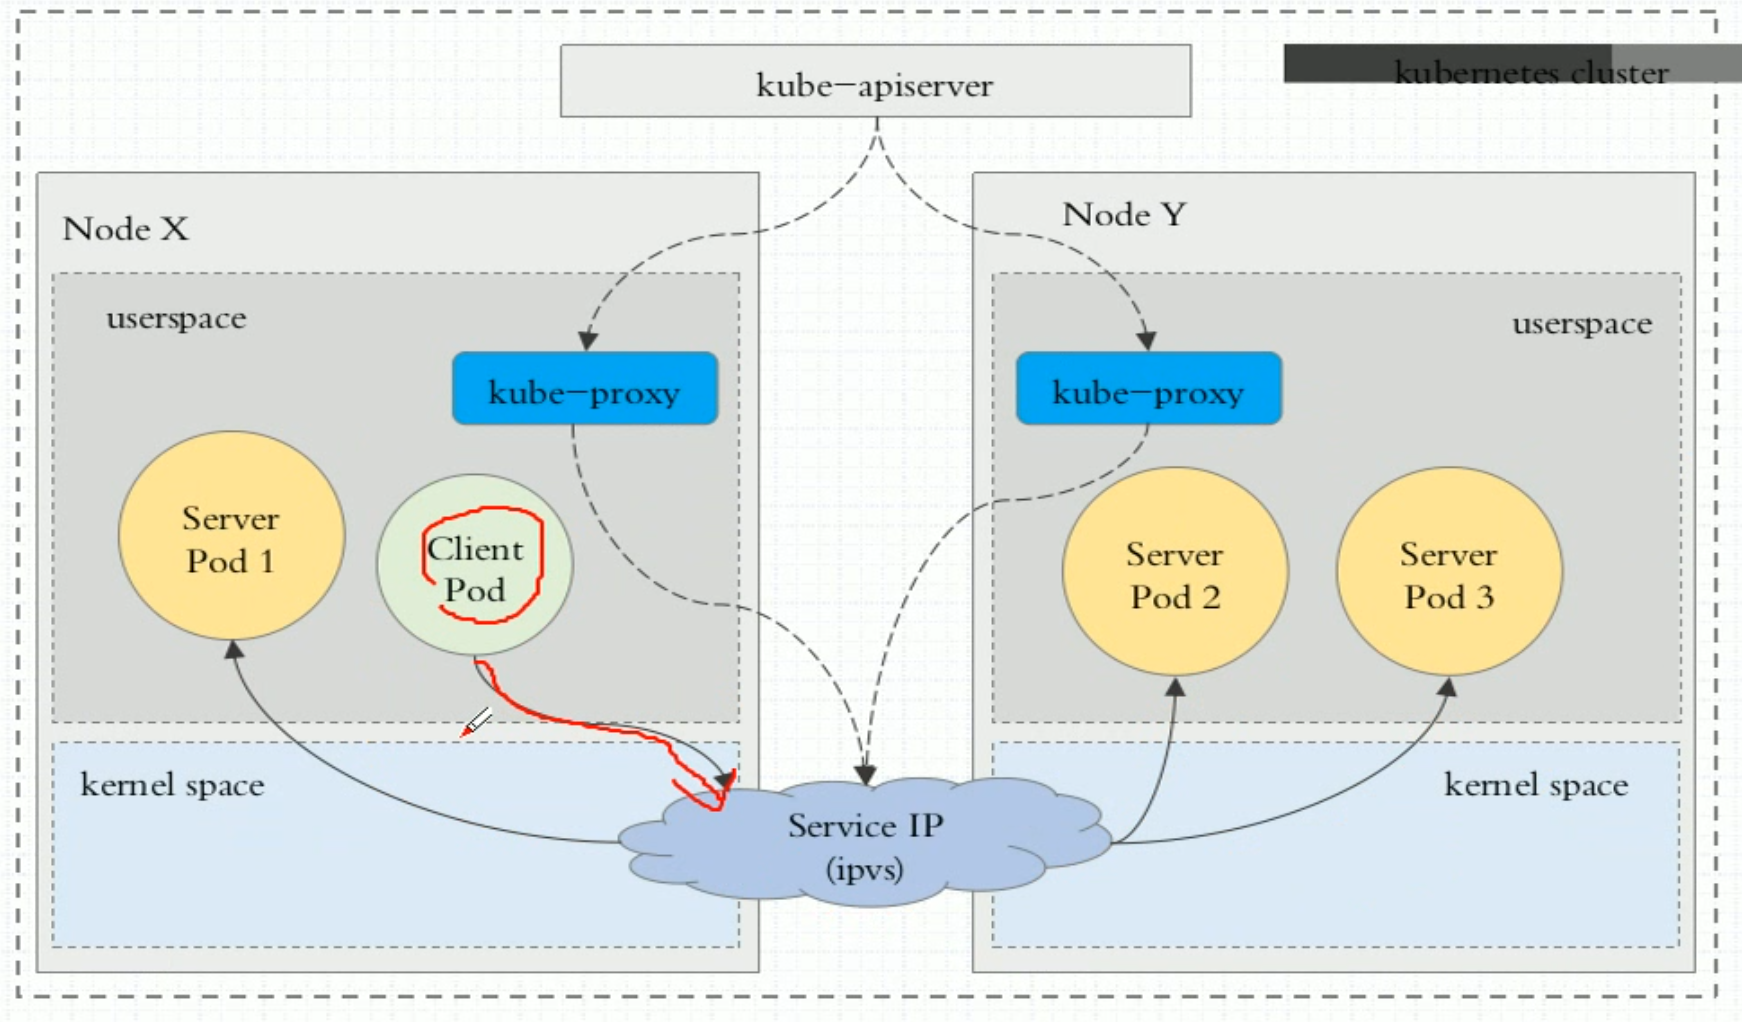 kube-apiserver
kubernetes cluster
Node X
Node Y
userspace
userspace
kube-proxy
kube-proxy
Server
Pod 1
Client
Pod
Server
Pod 2
Server
Pod 3
kernel space
kernel space
Service IP
(ipvs)